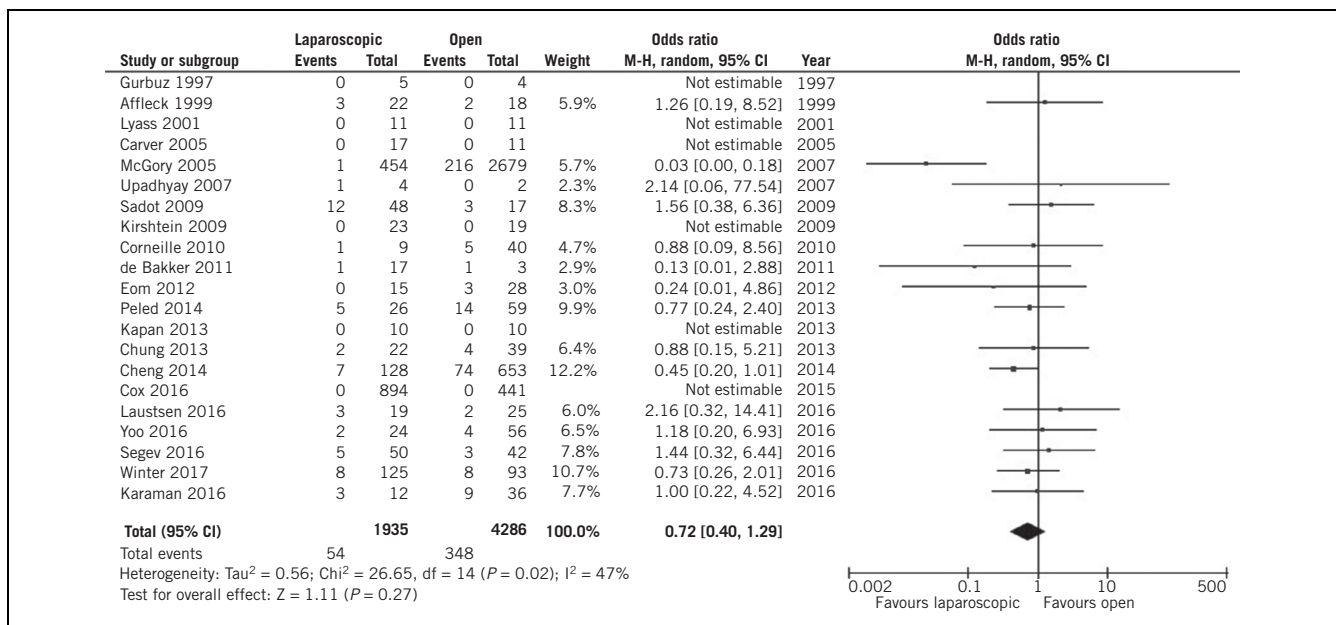 Laparoscopic Open Odds ratio Odds ratio
Study or subgroup Events Total Events Total Weight M-H, random, 95% CI Year M-H, random, 95% CI
Gurbuz 1997 0 5 0 4 Not estimable 1997
Affleck 1999 3 22 2 18 5.9% 1.26 [0.19, 8.52] 1999
Lyass 2001 0 11 0 11 Not estimable 2001
Carver 2005 0 17 0 11 Not estimable 2005
McGory 2005 1 454 216 2679 5.7% 0.03 [0.00, 0.18] 2007
Upadhyay 2007 1 4 0 2 2.3% 2.14 [0.06, 77.54] 2007
Sadot 2009 12 48 3 17 8.3% 1.56 [0.38, 6.36] 2009
Kirshtein 2009 0 23 0 19 Not estimable 2009
Corneille 2010 1 9 5 40 4.7% 0.88 [0.09, 8.56] 2010
de Bakker 2011 1 17 1 3 2.9% 0.13 [0.01, 2.88] 2011
Eom 2012 0 15 3 28 3.0% 0.24 [0.01, 4.86] 2012
Peled 2014 5 26 14 59 9.9% 0.77 [0.24, 2.40] 2013
Kapan 2013 0 10 0 10 Not estimable 2013
Chung 2013 2 22 4 39 6.4% 0.88 [0.15, 5.21] 2013
Cheng 2014 7 128 74 653 12.2% 0.45 [0.20, 1.01] 2014
Cox 2016 0 894 0 441 Not estimable 2015
Laustsen 2016 3 19 2 25 6.0% 2.16 [0.32, 14.41] 2016
Yoo 2016 2 24 4 56 6.5% 1.18 [0.20, 6.93] 2016
Segev 2016 5 50 3 42 7.8% 1.44 [0.32, 6.44] 2016
Winter 2017 8 125 8 93 10.7% 0.73 [0.26, 2.01] 2016
Karaman 2016 3 12 9 36 7.7% 1.00 [0.22, 4.52] 2016
Total (95% CI) 1935 4286 100.0% 0.72 [0.40, 1.29]
Total events 54 348
Heterogeneity: Tau² = 0.56; Chi² = 26.65, df = 14 (P = 0.02); I² = 47%
Test for overall effect: Z = 1.11 (P = 0.27)
0.002 0.1 1 10 500
Favours laparoscopic Favours open